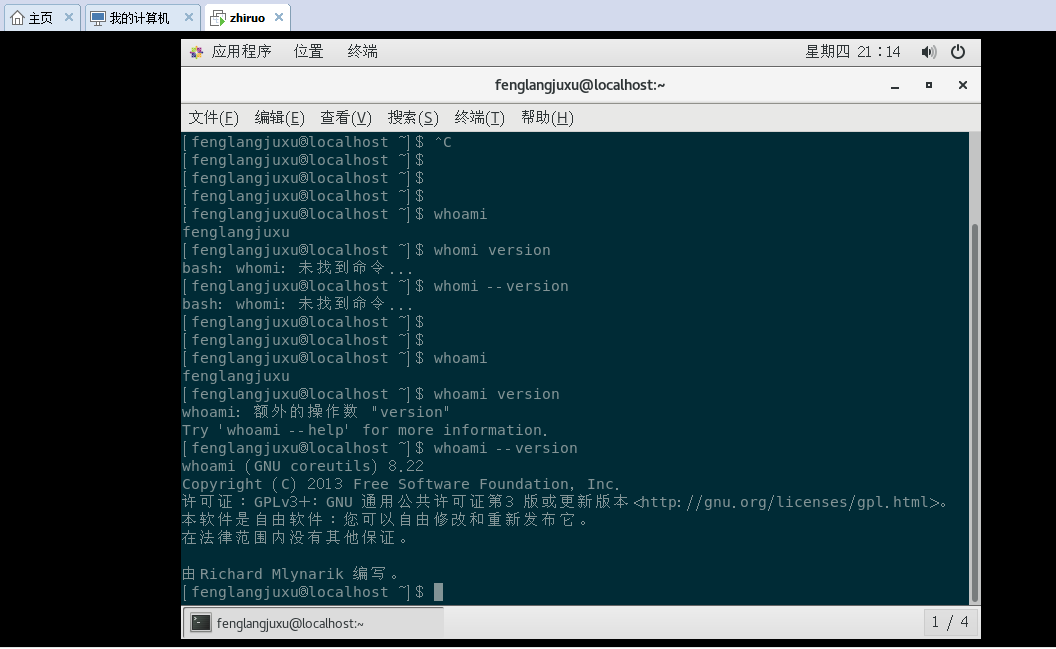 主页 我的计算机 zhiruo
应用程序 位置 终端 星期四 21：14
fenglangjuxu@localhost:~
文件(F) 编辑(E) 查看(V) 搜索(S) 终端(T) 帮助(H)
[fenglangjuxu@localhost ~]$ ^C
[fenglangjuxu@localhost ~]$
[fenglangjuxu@localhost ~]$
[fenglangjuxu@localhost ~]$
[fenglangjuxu@localhost ~]$ whoami
fenglangjuxu
[fenglangjuxu@localhost ~]$ whomi version
bash: whomi: 未找到命令...
[fenglangjuxu@localhost ~]$ whomi --version
bash: whomi: 未找到命令...
[fenglangjuxu@localhost ~]$
[fenglangjuxu@localhost ~]$
[fenglangjuxu@localhost ~]$ whoami
fenglangjuxu
[fenglangjuxu@localhost ~]$ whoami version
whoami: 额外的操作数 "version"
Try 'whoami --help' for more information.
[fenglangjuxu@localhost ~]$ whoami --version
whoami (GNU coreutils) 8.22
Copyright (C) 2013 Free Software Foundation, Inc.
许可证：GPLv3+: GNU 通用公共许可证第3 版或更新版本<http://gnu.org/licenses/gpl.html>。
本软件是自由软件：您可以自由修改和重新发布它。
在法律范围内没有其他保证。
由Richard Mlynarik 编写。
[fenglangjuxu@localhost ~]$
fenglangjuxu@localhost:~ 1 / 4